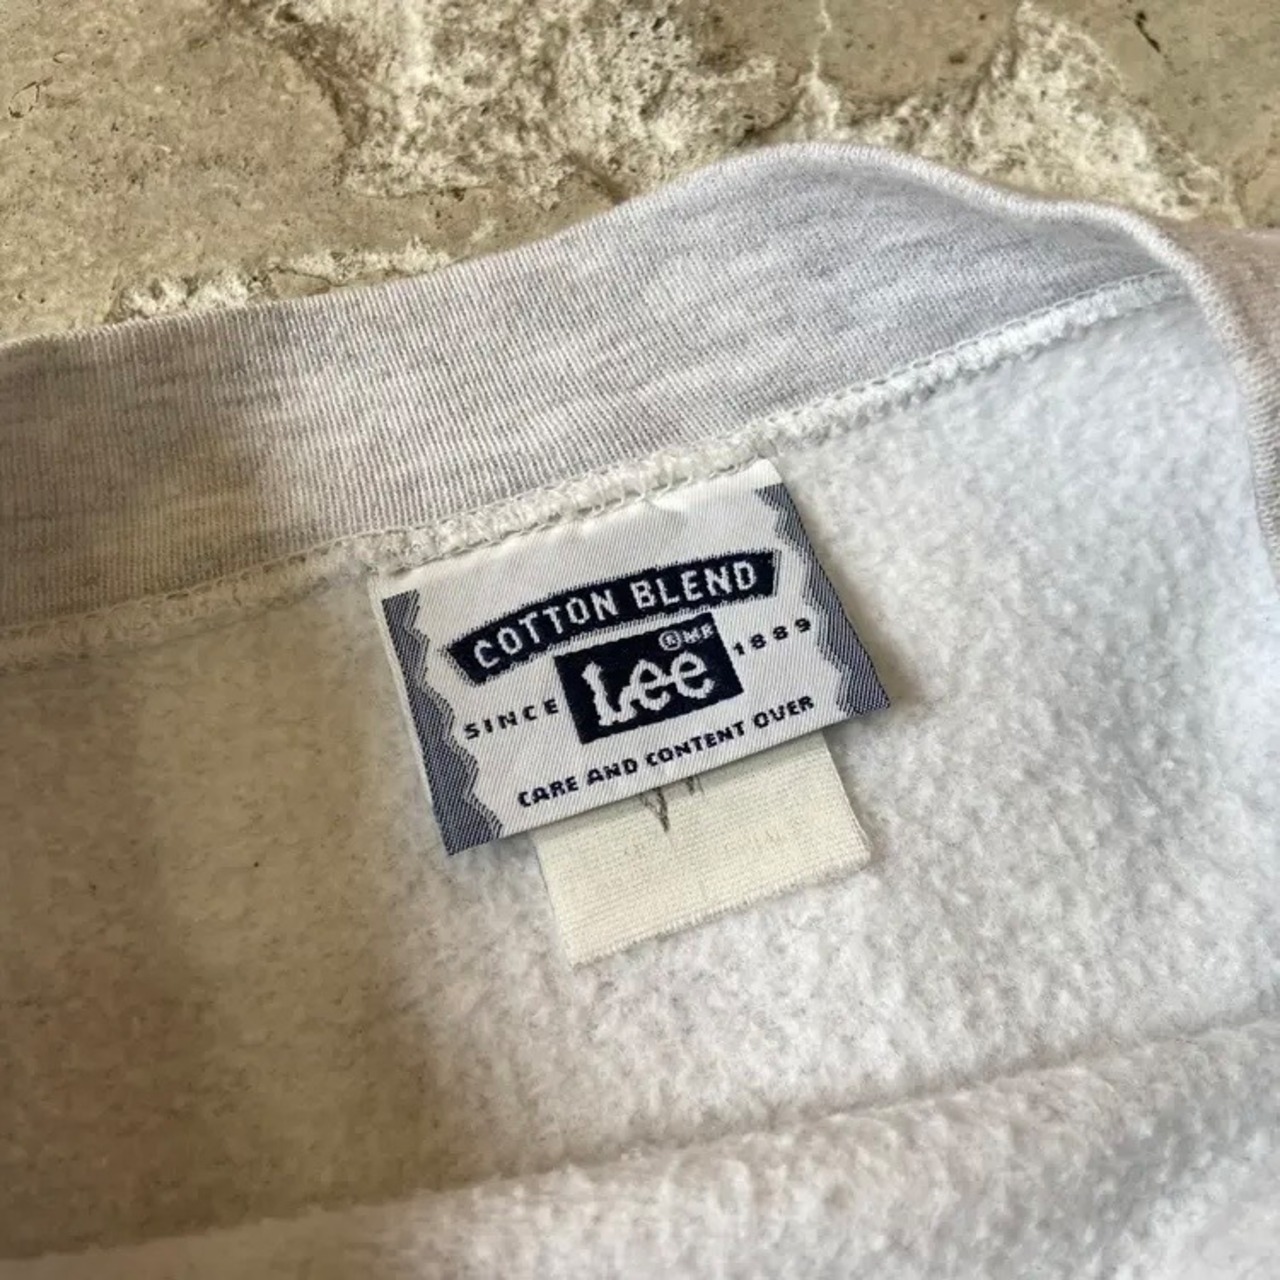 COTTON BLEND
Lee ® MR
SINCE 1889
CARE AND CONTENT OVER